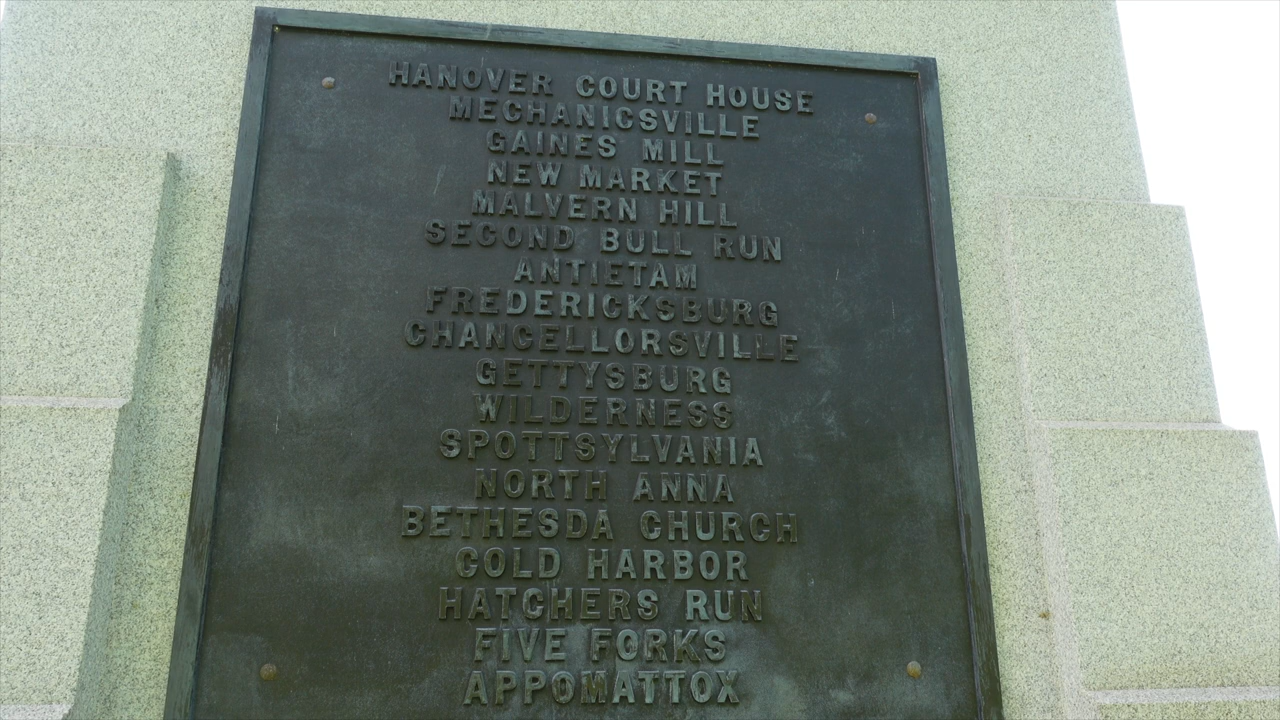 HANOVER COURT HOUSE
MECHANICSVILLE
GAINES MILL
NEW MARKET
MALVERN HILL
SECOND BULL RUN
ANTIETAM
FREDERICKSBURG
CHANCELLORSVILLE
GETTYSBURG
WILDERNESS
SPOTTSYLVANIA
NORTH ANNA
BETHESDA CHURCH
COLD HARBOR
HATCHERS RUN
FIVE FORKS
APPOMATTOX